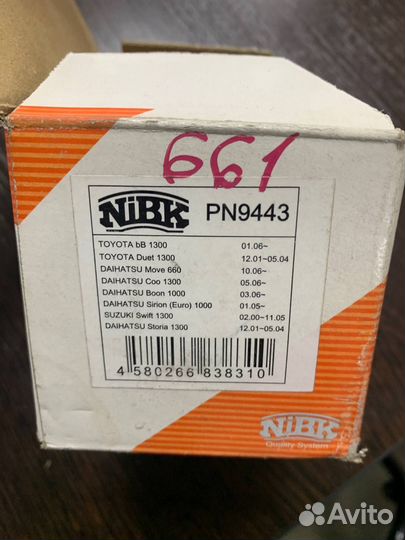 661
NiBK PN9443
TOYOTA bB 1300 01.06~
TOYOTA Duet 1300 12.01~05.04
DAIHATSU Move 660 10.06~
DAIHATSU Coo 1300 05.06~
DAIHATSU Boon 1000 03.06~
DAIHATSU Sirion (Euro) 1000 01.05~
SUZUKI Swift 1300 02.00~11.05
DAIHATSU Storia 1300 12.01~05.04
4 580266 838310
NiBK
Quality System
Avito